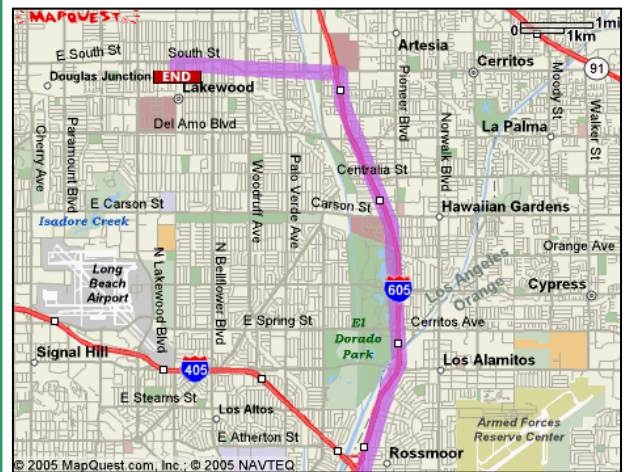 MAPQUEST
0 1mi
1km
E South St
South St
Artesia
Cerritos
91
Douglas Junction
END
Lakewood
Pioneer Blvd
Moody St
Walker St
Del Amo Blvd
La Palma
Cherry Ave
Paramount Blvd
Norwalk Blvd
Woodruff Ave
Palo Verde Ave
Centralia St
E Carson St
Carson St
Hawaiian Gardens
Isadore Creek
Orange Ave
N Lakewood Blvd
N Bellflower Blvd
Long
Beach
Airport
605
Los Angeles
Orange
Cypress
E Spring St
El
Dorado
Park
Cerritos Ave
Signal Hill
405
Los Alamitos
E Stearns St
Los Altos
Armed Forces
Reserve Center
E Atherton St
Rossmoor
© 2005 MapQuest.com, Inc.; © 2005 NAVTEQ